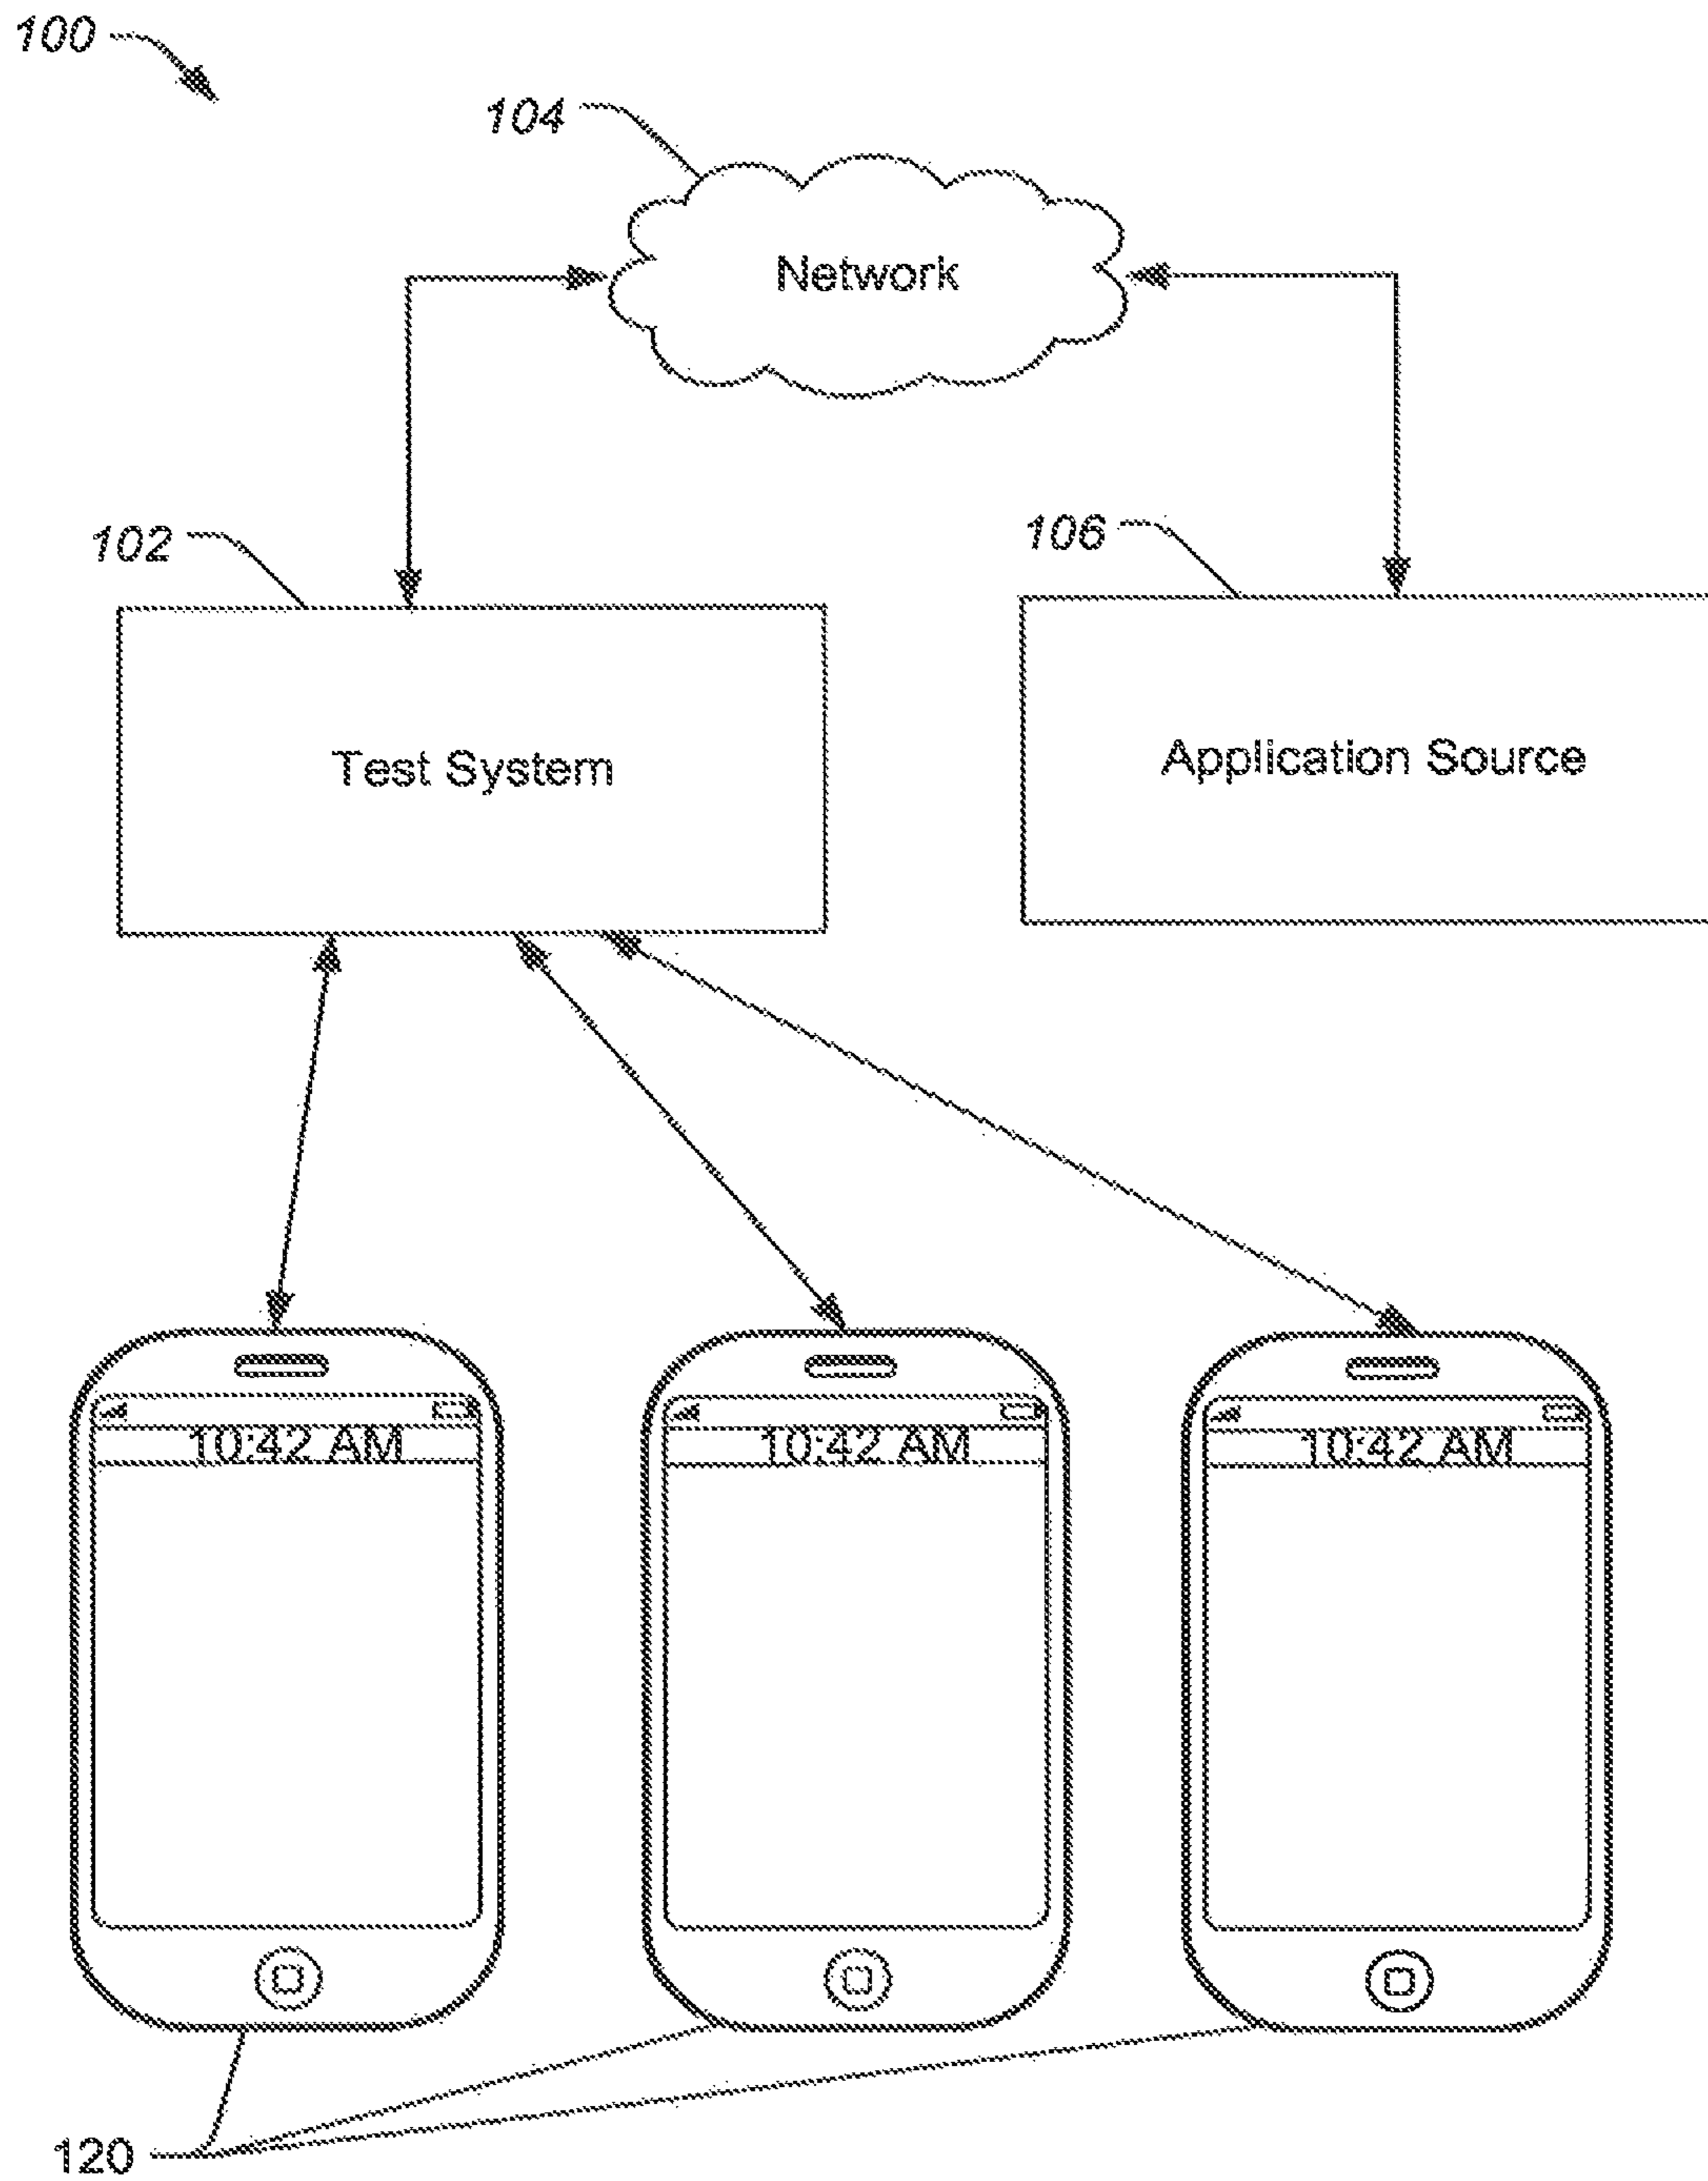 100
104
Network
102
106
Test System
Application Source
10:42 AM
10:42 AM
10:42 AM
120